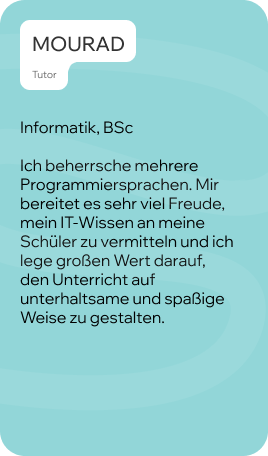 MOURAD
Tutor
Informatik, BSc
Ich beherrsche mehrere
Programmiersprachen. Mir
bereitet es sehr viel Freude,
mein IT-Wissen an meine
Schüler zu vermitteln und ich
lege großen Wert darauf,
den Unterricht auf
unterhaltsame und spaßige
Weise zu gestalten.